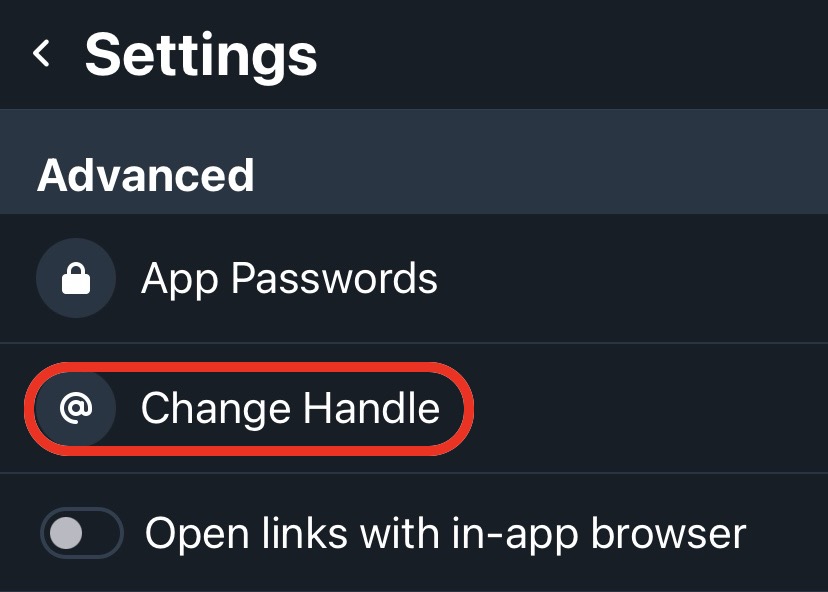 Settings
Advanced
App Passwords
@ Change Handle
Open links with in-app browser